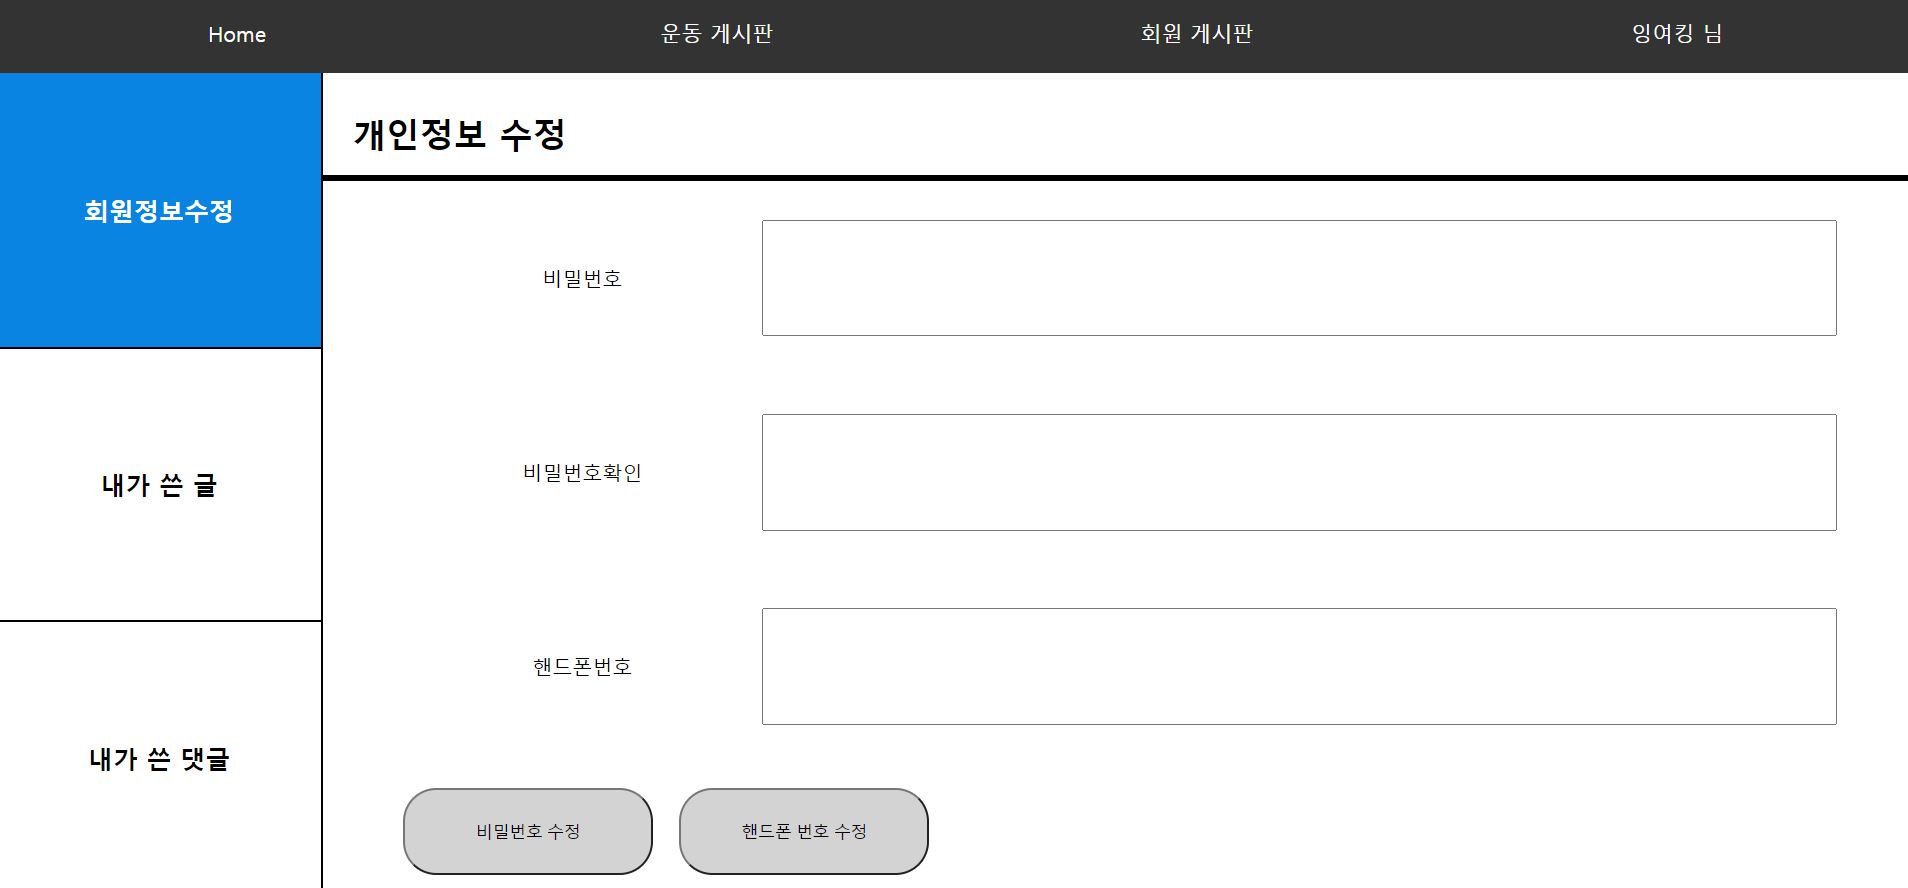 Home 운동 게시판 회원 게시판 잉여킹 님
회원정보수정
내가 쓴 글
내가 쓴 댓글
개인정보 수정
비밀번호
비밀번호확인
핸드폰번호
비밀번호 수정 핸드폰 번호 수정